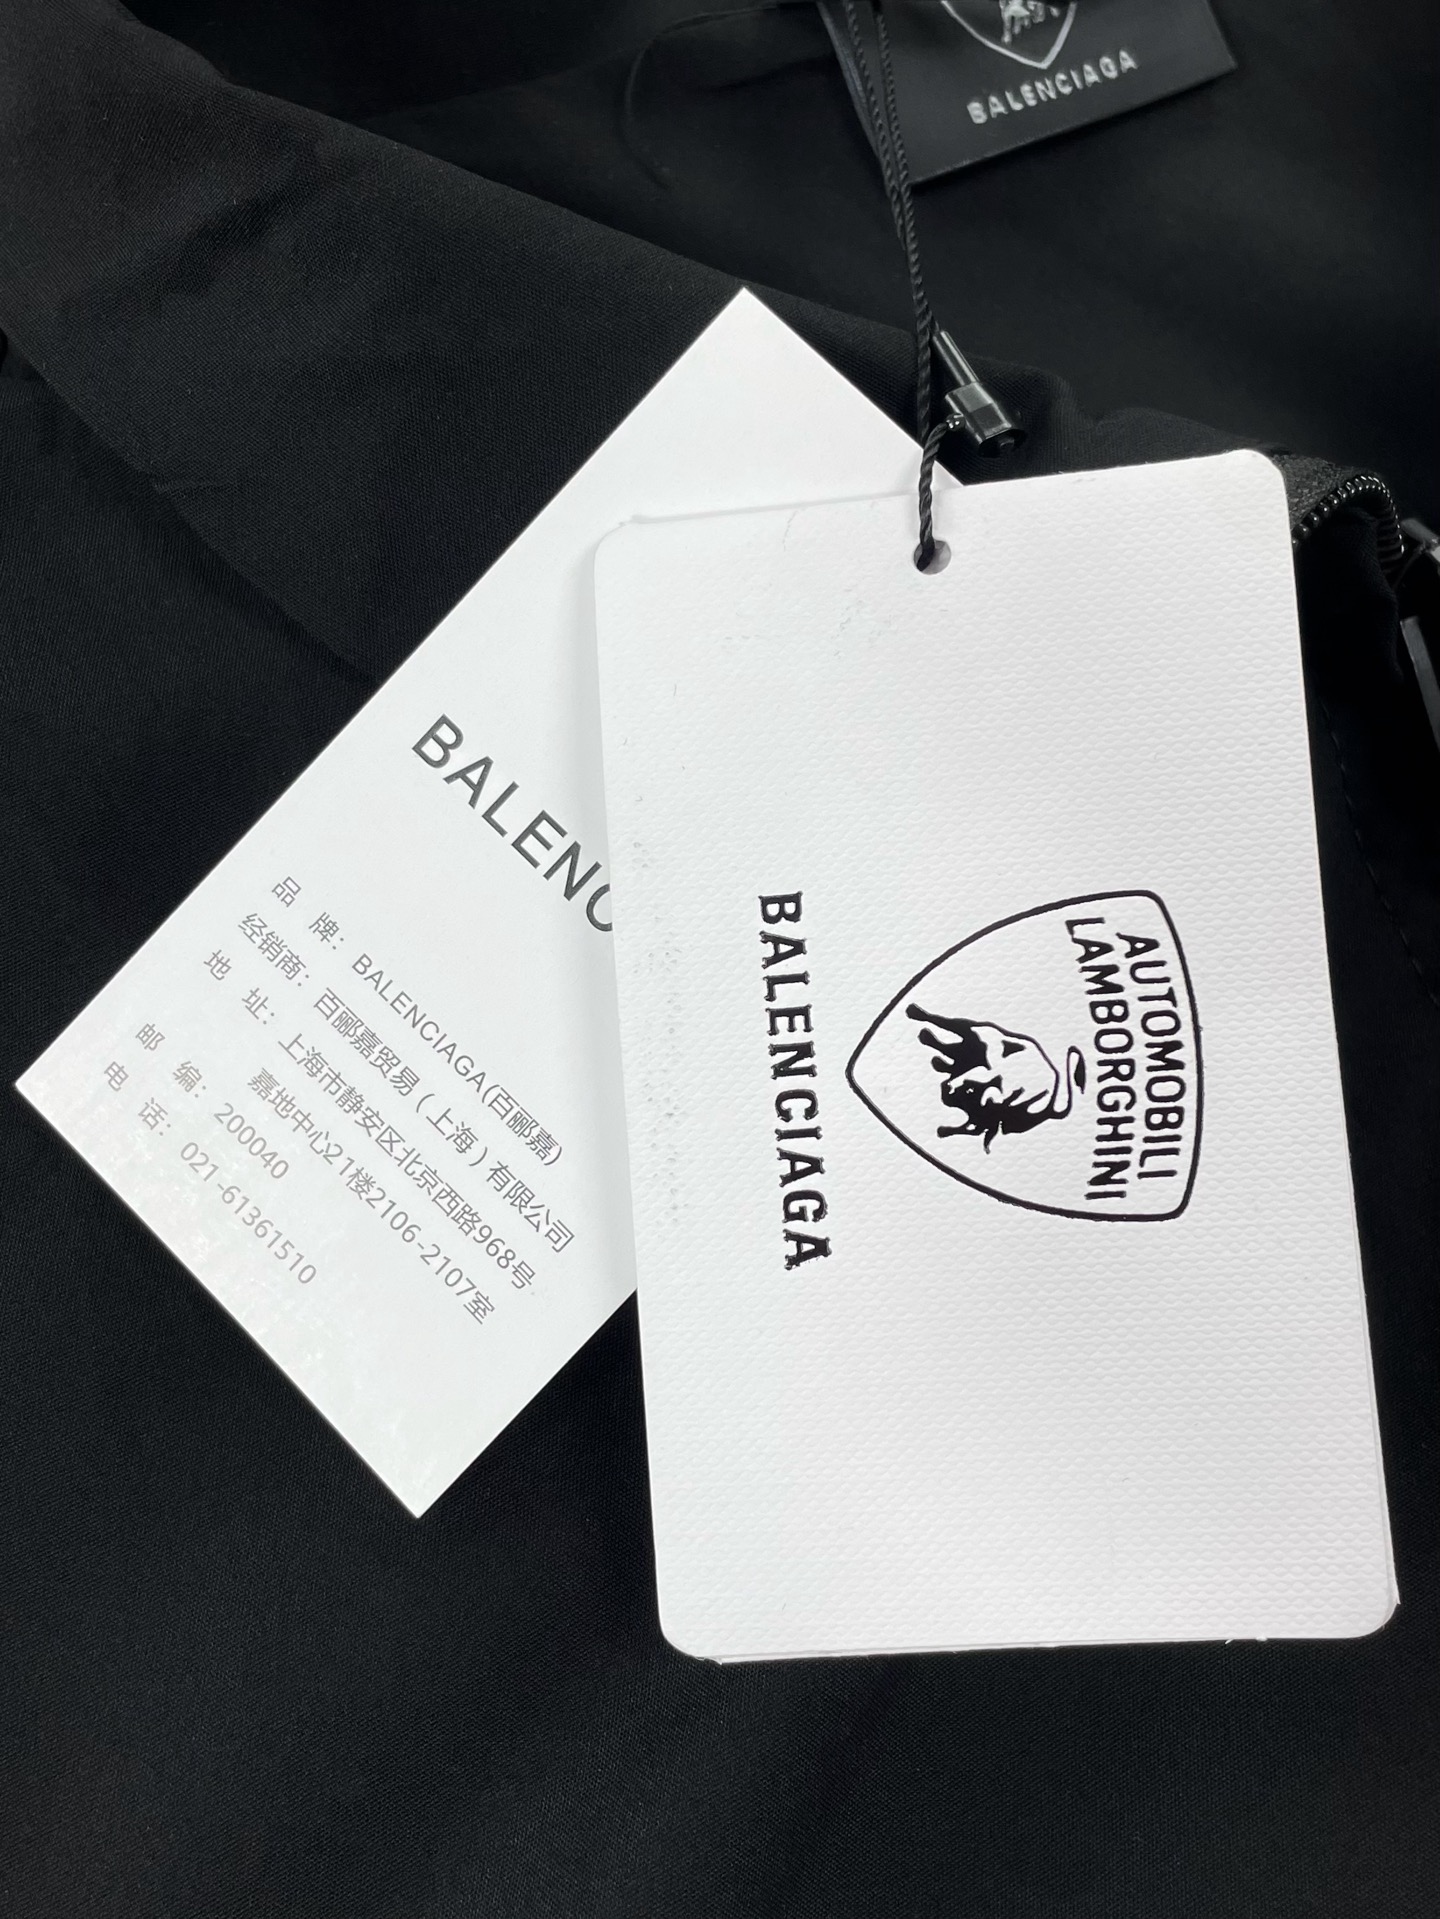 BALENCIAGA
BALENC
品 牌：BALENCIAGA(百郦嘉)
经销商：百郦嘉贸易（上海）有限公司
地 址：上海市静安区北京西路968号
嘉地中心21楼2106-2107室
邮 编：200040
电 话：021-61361510
AUTOMOBILI
LAMBORGHINI
BALENCIAGA